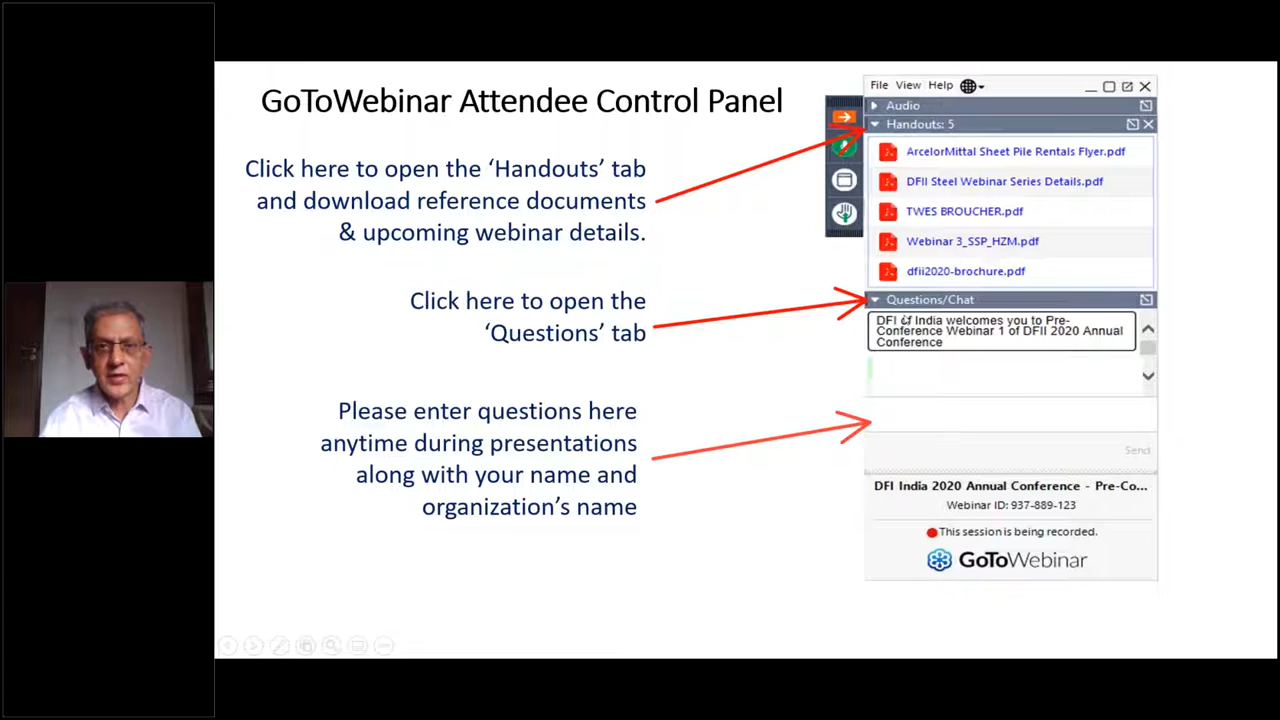 GoToWebinar Attendee Control Panel
Click here to open the ‘Handouts’ tab
and download reference documents
& upcoming webinar details.
Click here to open the
‘Questions’ tab
Please enter questions here
anytime during presentations
along with your name and
organization’s name
File View Help
Audio
Handouts: 5
ArcelorMittal Sheet Pile Rentals Flyer.pdf
DFII Steel Webinar Series Details.pdf
TWES BROUCHER.pdf
Webinar 3_SSP_HZM.pdf
dfii2020-brochure.pdf
Questions/Chat
DFI of India welcomes you to Pre-
Conference Webinar 1 of DFII 2020 Annual
Conference
Send
DFI India 2020 Annual Conference - Pre-Co...
Webinar ID: 937-889-123
This session is being recorded.
GoToWebinar